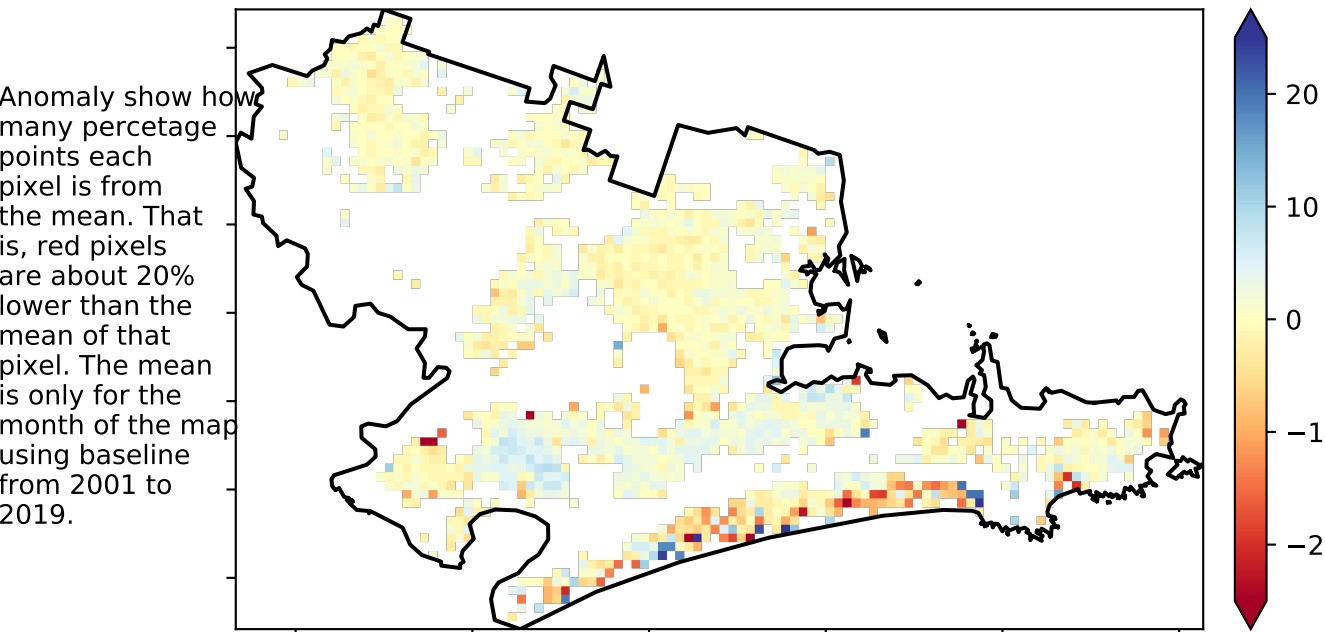 Anomaly show how
many percetage
points each
pixel is from
the mean. That
is, red pixels
are about 20%
lower than the
mean of that
pixel. The mean
is only for the
month of the map
using baseline
from 2001 to
2019.
20
10
0
−1
−2